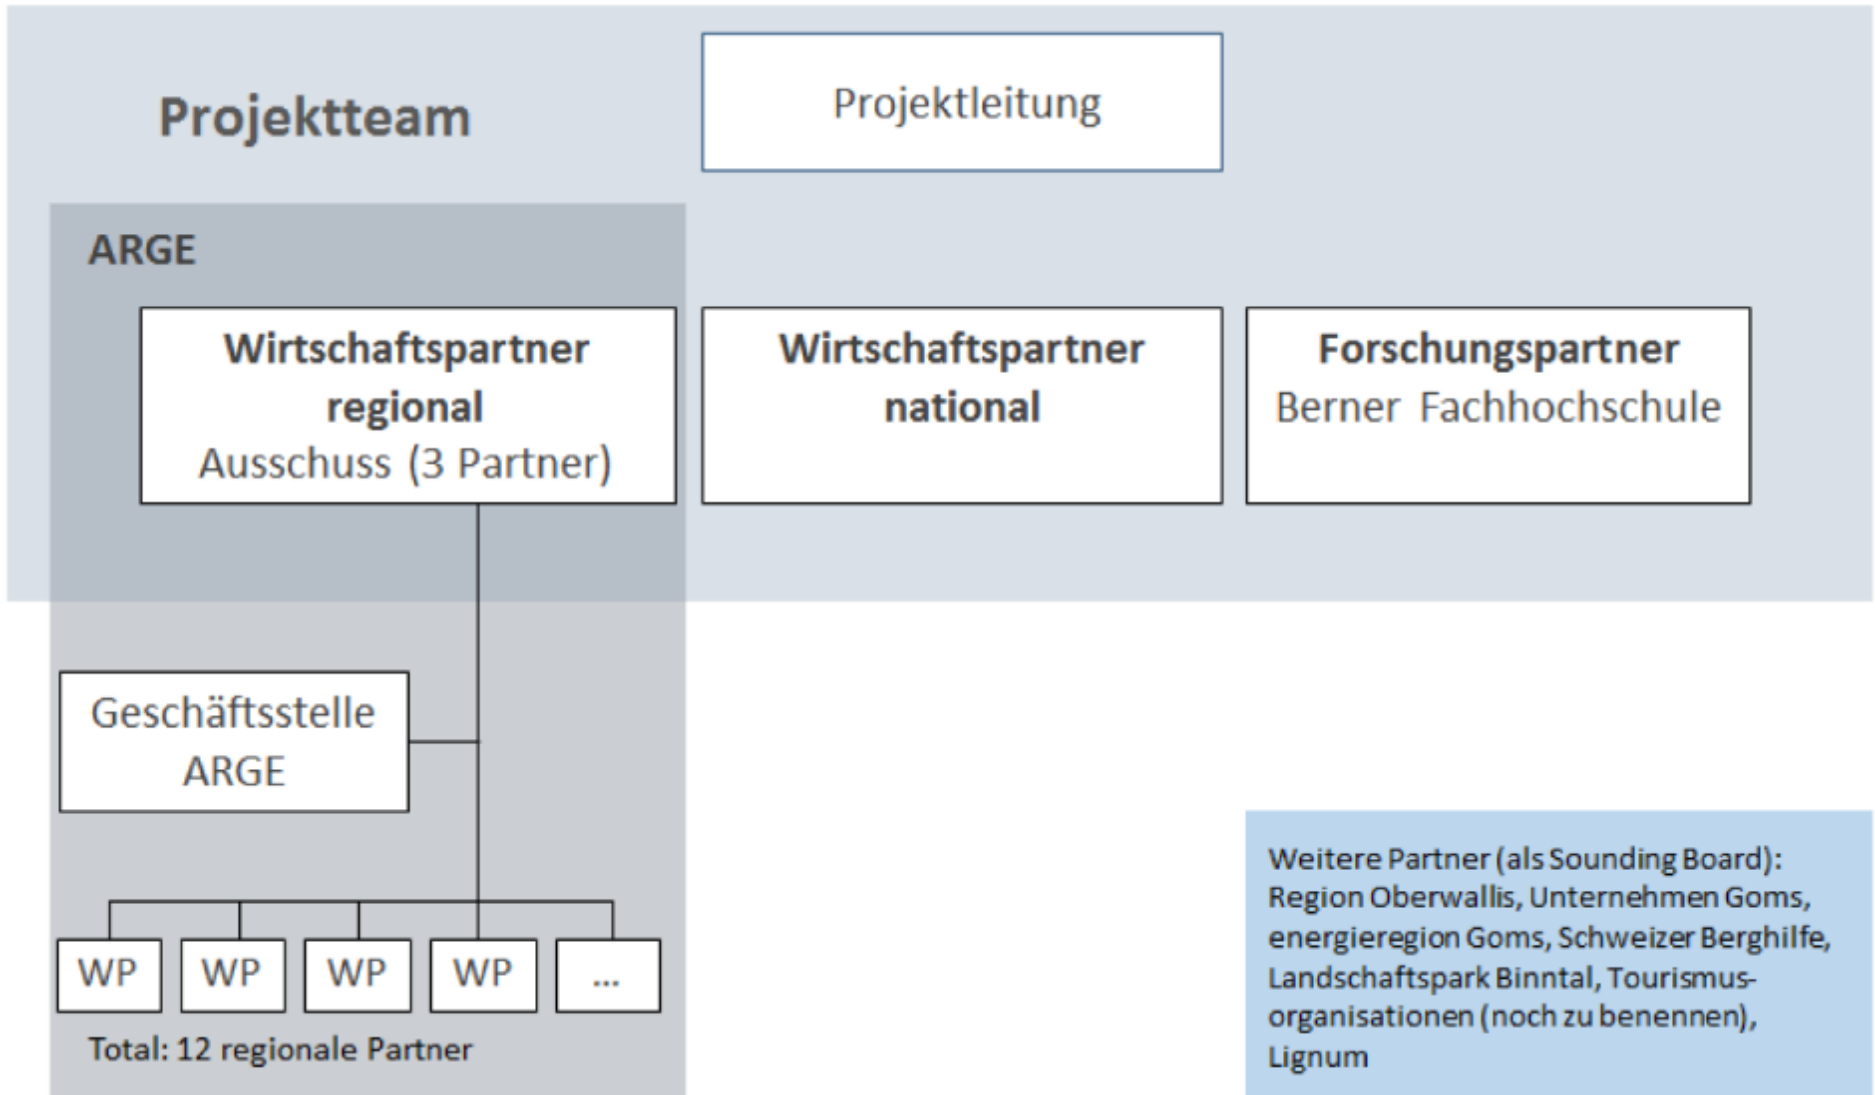 Projektteam
Projektleitung
ARGE
Wirtschaftspartner
regional
Ausschuss (3 Partner)
Wirtschaftspartner
national
Forschungspartner
Berner Fachhochschule
Geschäftsstelle
ARGE
WP
WP
WP
WP
...
Total: 12 regionale Partner
Weitere Partner (als Sounding Board):
Region Oberwallis, Unternehmen Goms,
energieregion Goms, Schweizer Berghilfe,
Landschaftspark Binntal, Tourismus-
organisationen (noch zu benennen),
Lignum